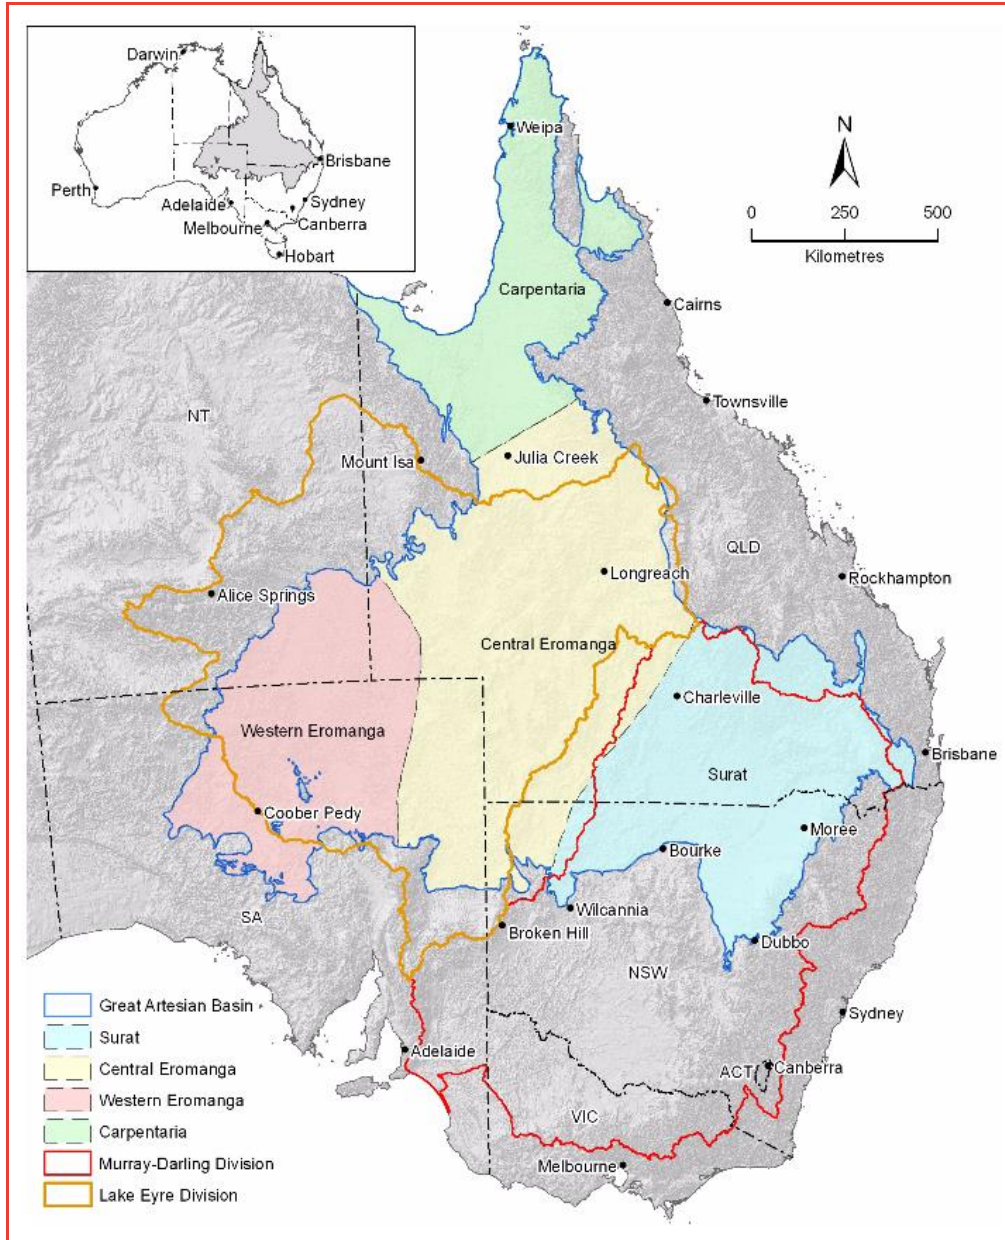 Darwin
Brisbane
Perth
Adelaide
Sydney
Melbourne
Canberra
Hobart
N
0 250 500
Kilometres
Weipa
Carpentaria
Cairns
Townsville
NT
Mount Isa
Julia Creek
QLD
Longreach
Rockhampton
Alice Springs
Central Eromanga
Charleville
Western Eromanga
Brisbane
Surat
Coober Pedy
Moree
Bourke
Wilcannia
SA
Broken Hill
Dubbo
NSW
Great Artesian Basin
Surat
Sydney
Adelaide
Central Eromanga
ACT
Canberra
Western Eromanga
VIC
Carpentaria
Murray-Darling Division
Melbourne
Lake Eyre Division